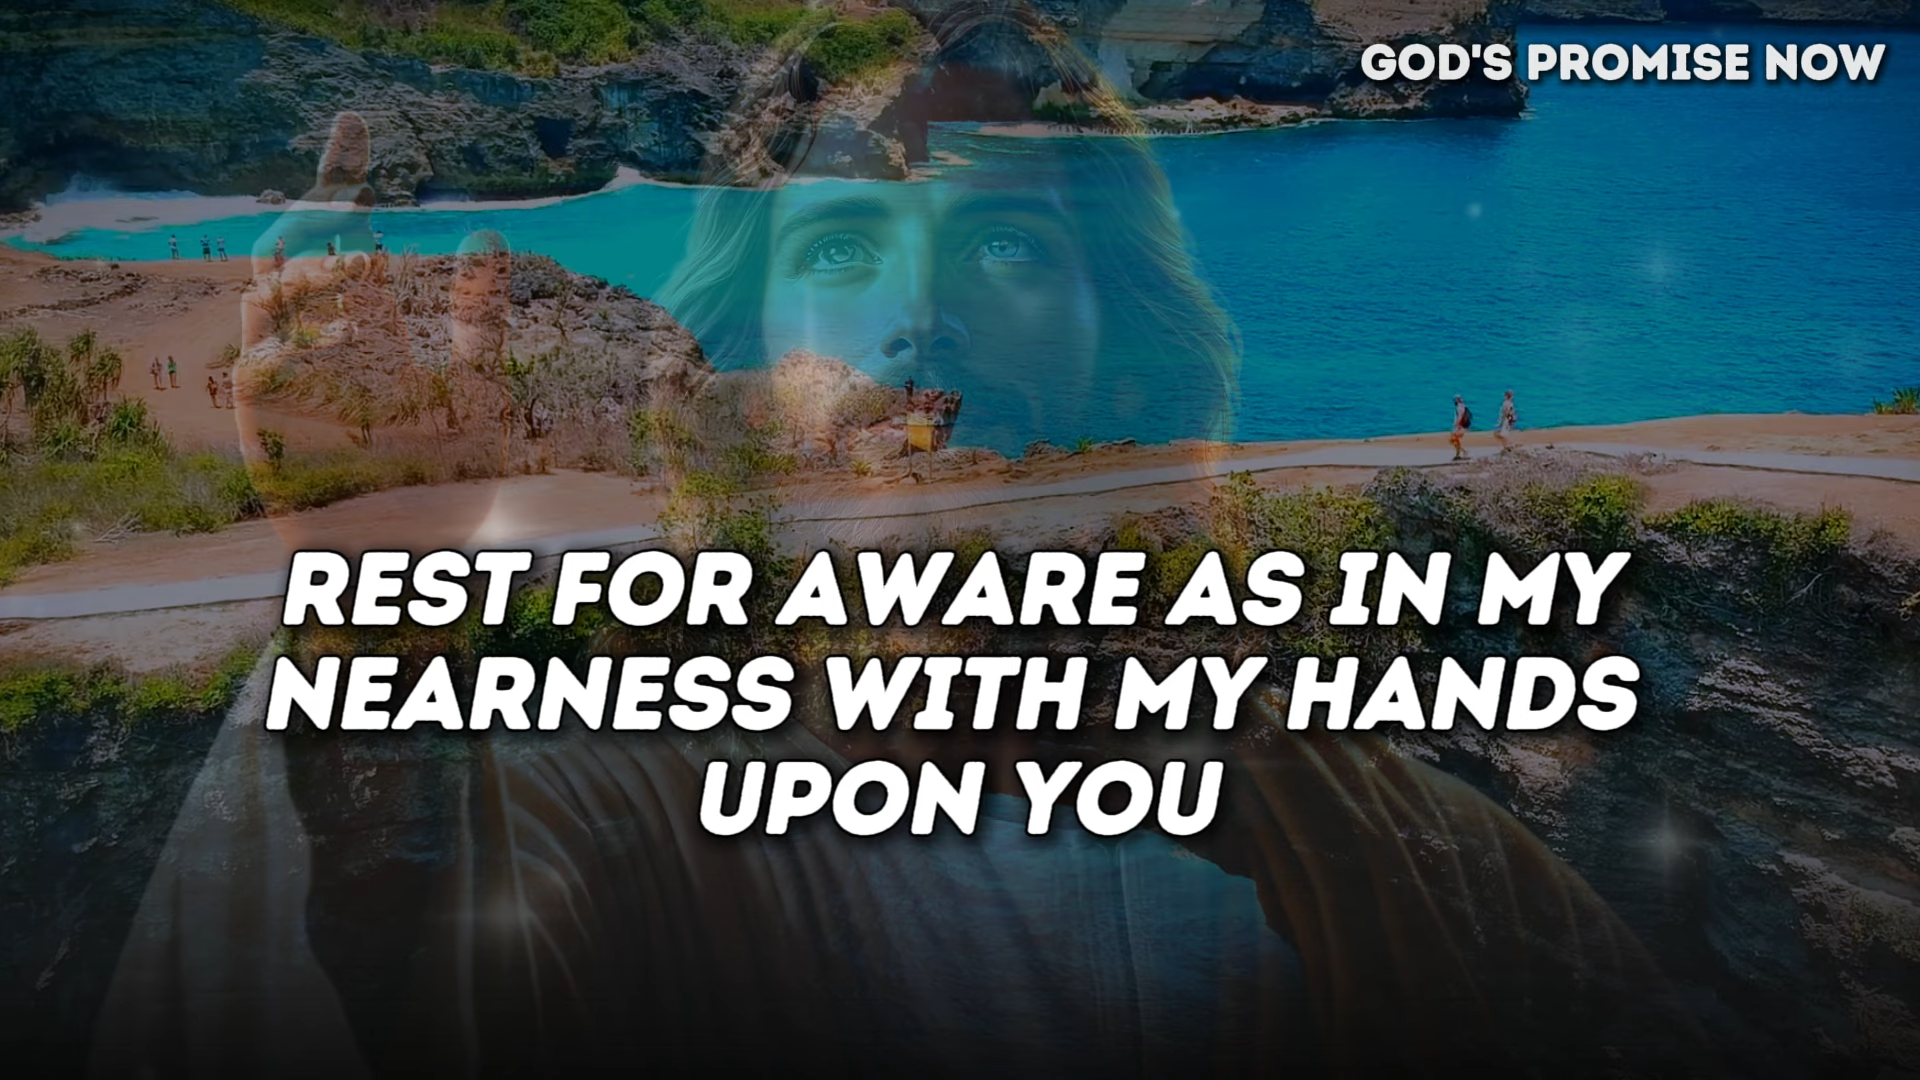 GOD'S PROMISE NOW
REST FOR AWARE AS IN MY
NEARNESS WITH MY HANDS
UPON YOU